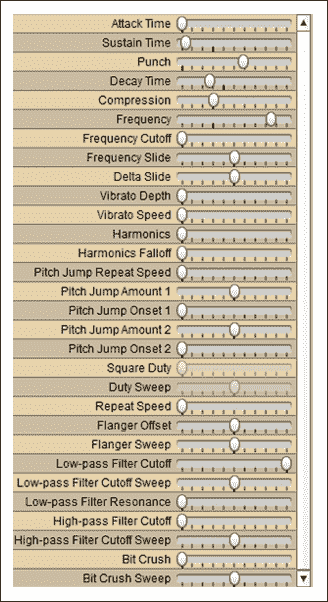 Attack Time
Sustain Time
Punch
Decay Time
Compression
Frequency
Frequency Cutoff
Frequency Slide
Delta Slide
Vibrato Depth
Vibrato Speed
Harmonics
Harmonics Falloff
Pitch Jump Repeat Speed
Pitch Jump Amount 1
Pitch Jump Onset 1
Pitch Jump Amount 2
Pitch Jump Onset 2
Square Duty
Duty Sweep
Repeat Speed
Flanger Offset
Flanger Sweep
Low-pass Filter Cutoff
Low-pass Filter Cutoff Sweep
Low-pass Filter Resonance
High-pass Filter Cutoff
High-pass Filter Cutoff Sweep
Bit Crush
Bit Crush Sweep